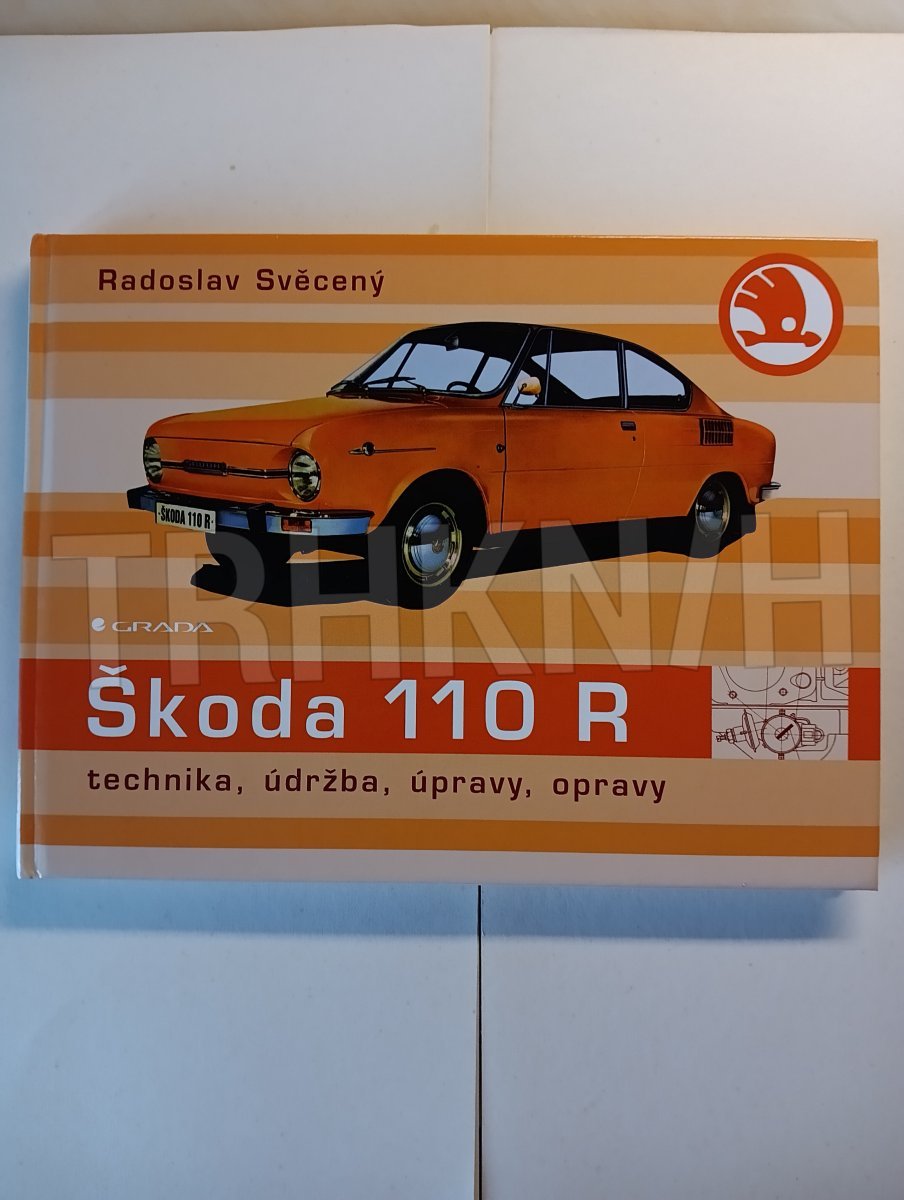 Radoslav Svěcený
ŠKODA 110 R
GRADA
TRHKNIH
Škoda 110 R
technika, údržba, úpravy, opravy